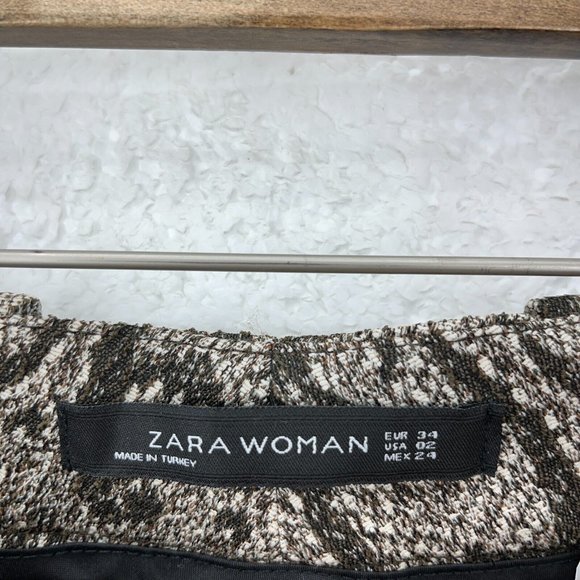 ZARA WOMAN
MADE IN TURKEY
EUR 34
USA 02
MEX 24